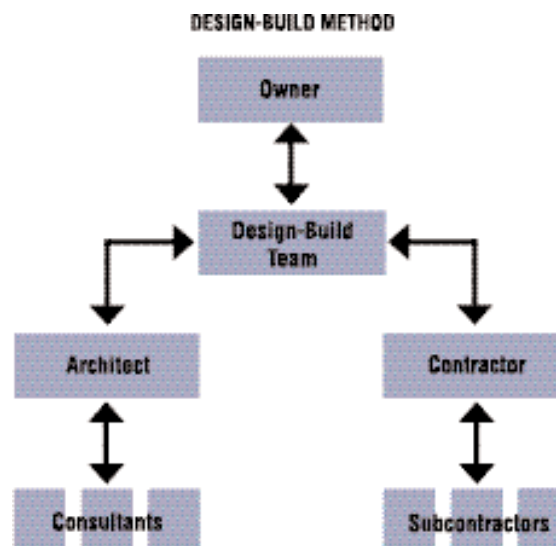 DESIGN-BUILD METHOD
Owner
Design-Build
Team
Architect
Contractor
Consultants
Subcontractors